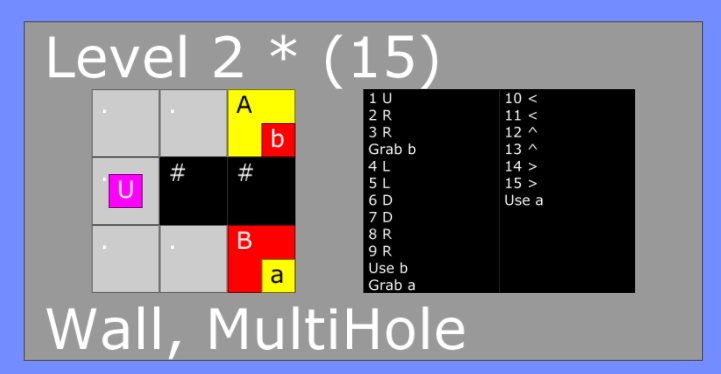 Level 2 * (15)
. . A
b
. # #
U
. . B
a
1 U
2 R
3 R
Grab b
4 L
5 L
6 D
7 D
8 R
9 R
Use b
Grab a
10 <
11 <
12 ^
13 ^
14 >
15 >
Use a
Wall, MultiHole